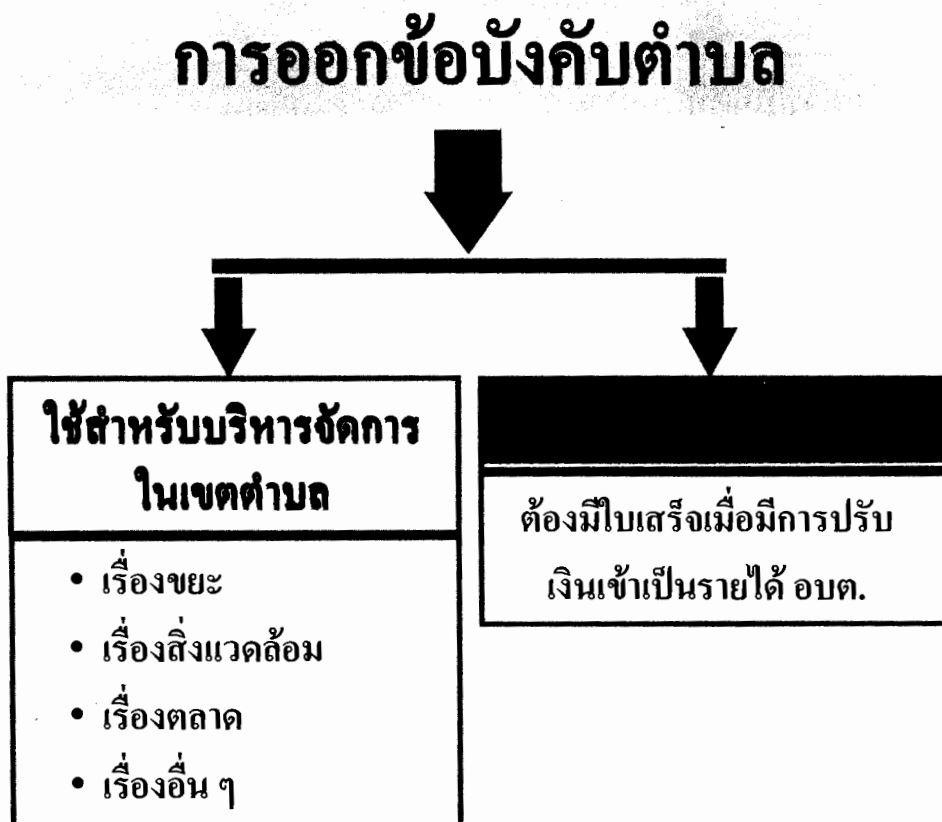 การออกข้อบังคับตำบล
ใช้สำหรับบริหารจัดการ
ในเขตตำบล
• เรื่องขยะ
• เรื่องสิ่งแวดล้อม
• เรื่องตลาด
• เรื่องอื่น ๆ
ต้องมีใบเสร็จเมื่อมีการปรับ
เงินเข้าเป็นรายได้ อบต.